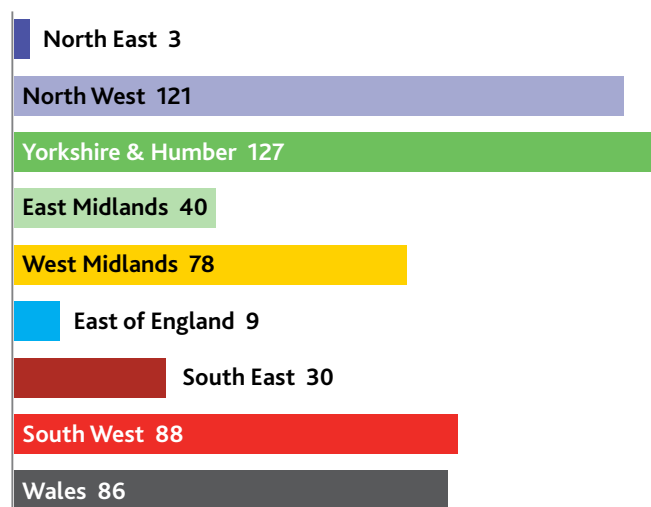 North East 3
North West 121
Yorkshire & Humber 127
East Midlands 40
West Midlands 78
East of England 9
South East 30
South West 88
Wales 86